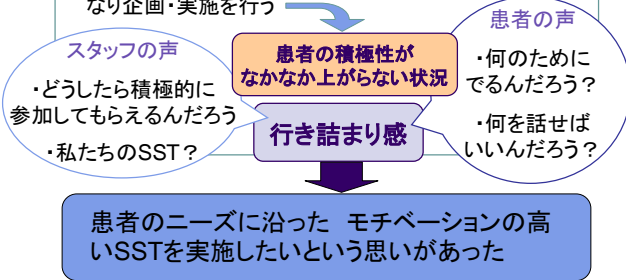 なり企画・実施を行う
スタッフの声
・どうしたら積極的に
参加してもらえるんだろう
・私たちのSST?
患者の積極性が
なかなか上がらない状況
行き詰まり感
患者の声
・何のために
でるんだろう?
・何を話せば
いいんだろう?
患者のニーズに沿った モチベーションの高
いSSTを実施したいという思いがあった